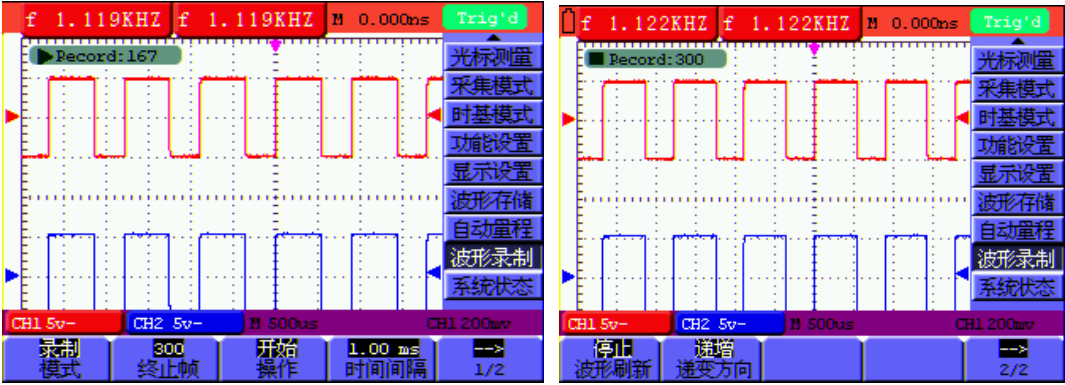 f 1.119KHZ f 1.119KHZ M 0.000ns Trig'd
Record:167
光标测量
采集模式
时基模式
功能设置
显示设置
波形存储
自动量程
波形录制
系统状态
CH1 5v- CH2 5v- M 500us CH1 200mv
录制 300 开始 1.00 ms -->
模式 终止帧 操作 时间间隔 1/2
f 1.122KHZ f 1.122KHZ M 0.000ns Trig'd
Record:300
光标测量
采集模式
时基模式
功能设置
显示设置
波形存储
自动量程
波形录制
系统状态
CH1 5v- CH2 5v- M 500us CH1 200mv
停止 递增 -->
波形刷新 递变方向 2/2